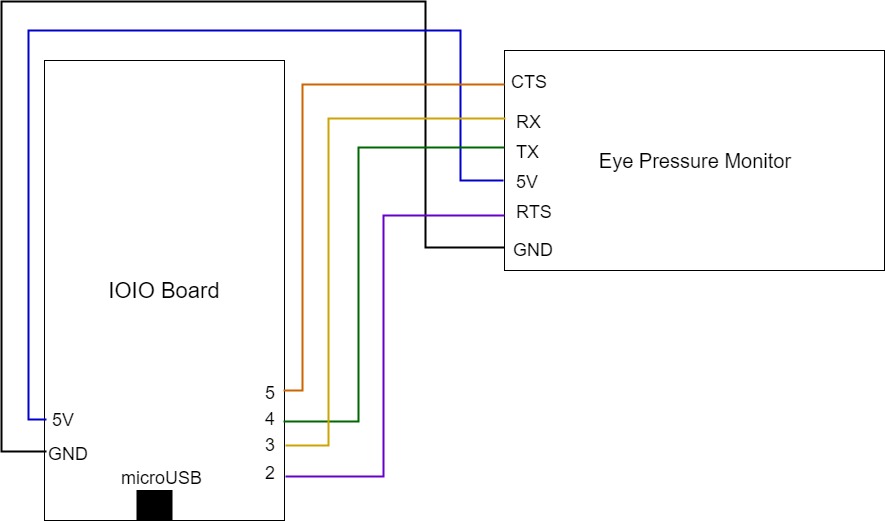 CTS
RX
TX
Eye Pressure Monitor
5V
RTS
GND
IOIO Board
5
4
5V
3
GND
2
microUSB